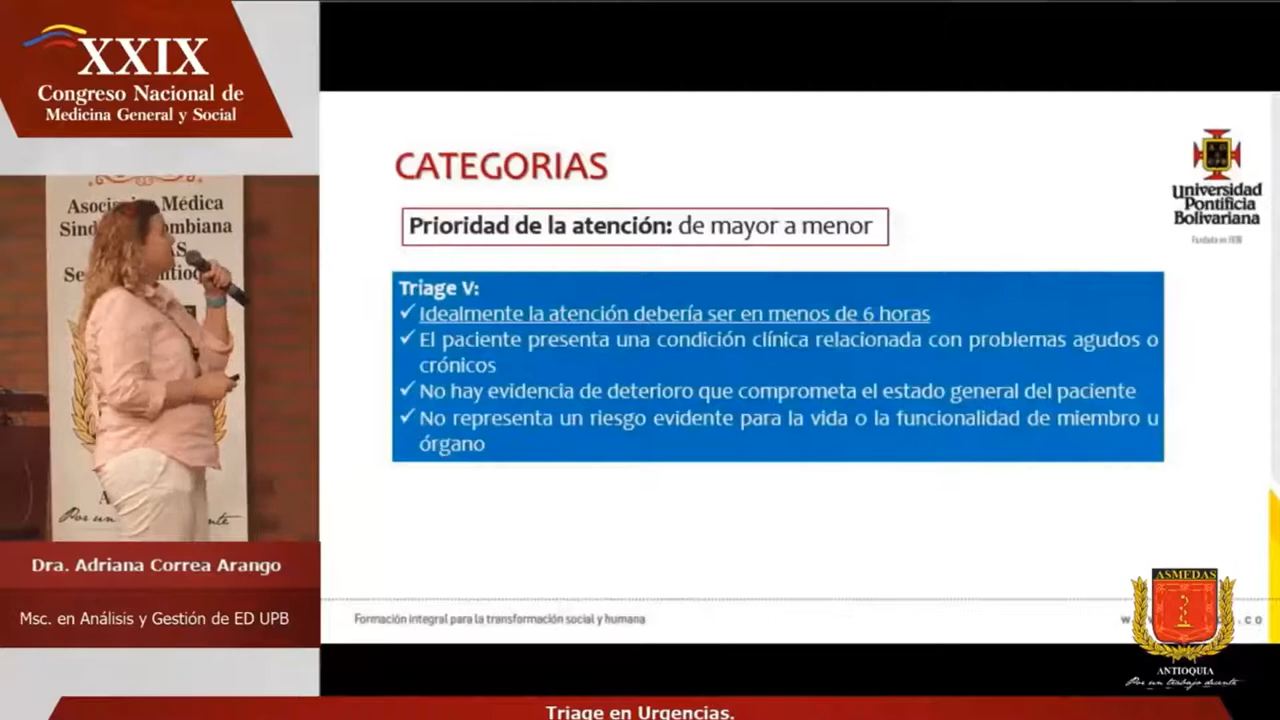 XXIX
Congreso Nacional de
Medicina General y Social
Médica
Sind
Dra. Adriana Correa Arango
Msc. en Análisis y Gestión de ED UPB
CATEGORIAS
Prioridad de la atención: de mayor a menor
Triage V:
✓ Idealmente la atención debería ser en menos de 6 horas
✓ El paciente presenta una condición clínica relacionada con problemas agudos o
crónicos
✓ No hay evidencia de deterioro que comprometa el estado general del paciente
✓ No representa un riesgo evidente para la vida o la funcionalidad de miembro u
órgano
Universidad
Pontificia
Bolivariana
Formación integral para la transformación social y humana
ASMEDAS
ANTIOQUIA
Triage en Urgencias.